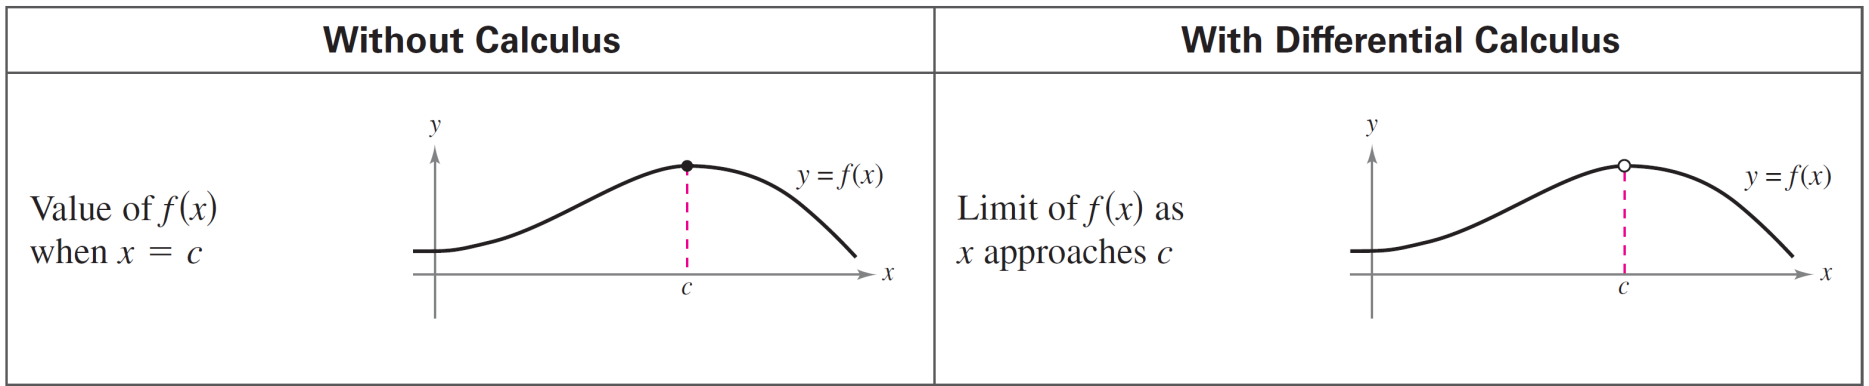 Without Calculus
With Differential Calculus
Value of f(x)
when x = c
y
y = f(x)
x
c
Limit of f(x) as
x approaches c
y
y = f(x)
x
c